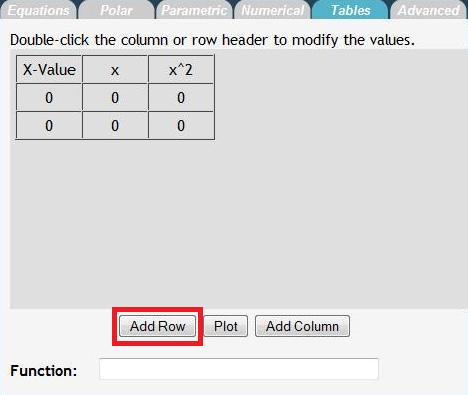 Equations Polar Parametric Numerical Tables Advanced
Double-click the column or row header to modify the values.
X-Value x x^2
0 0 0
0 0 0
Add Row Plot Add Column
Function: